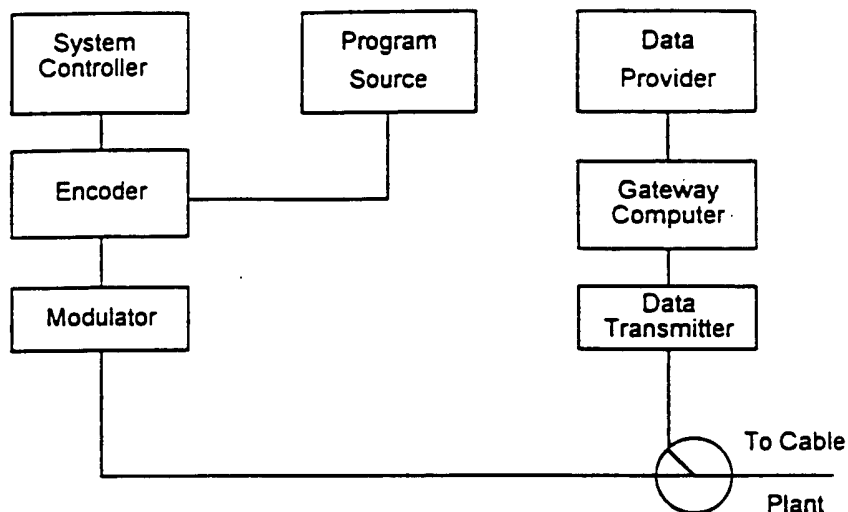 System
Controller
Program
Source
Data
Provider
Encoder
Gateway
Computer
Modulator
Data
Transmitter
To Cable
Plant